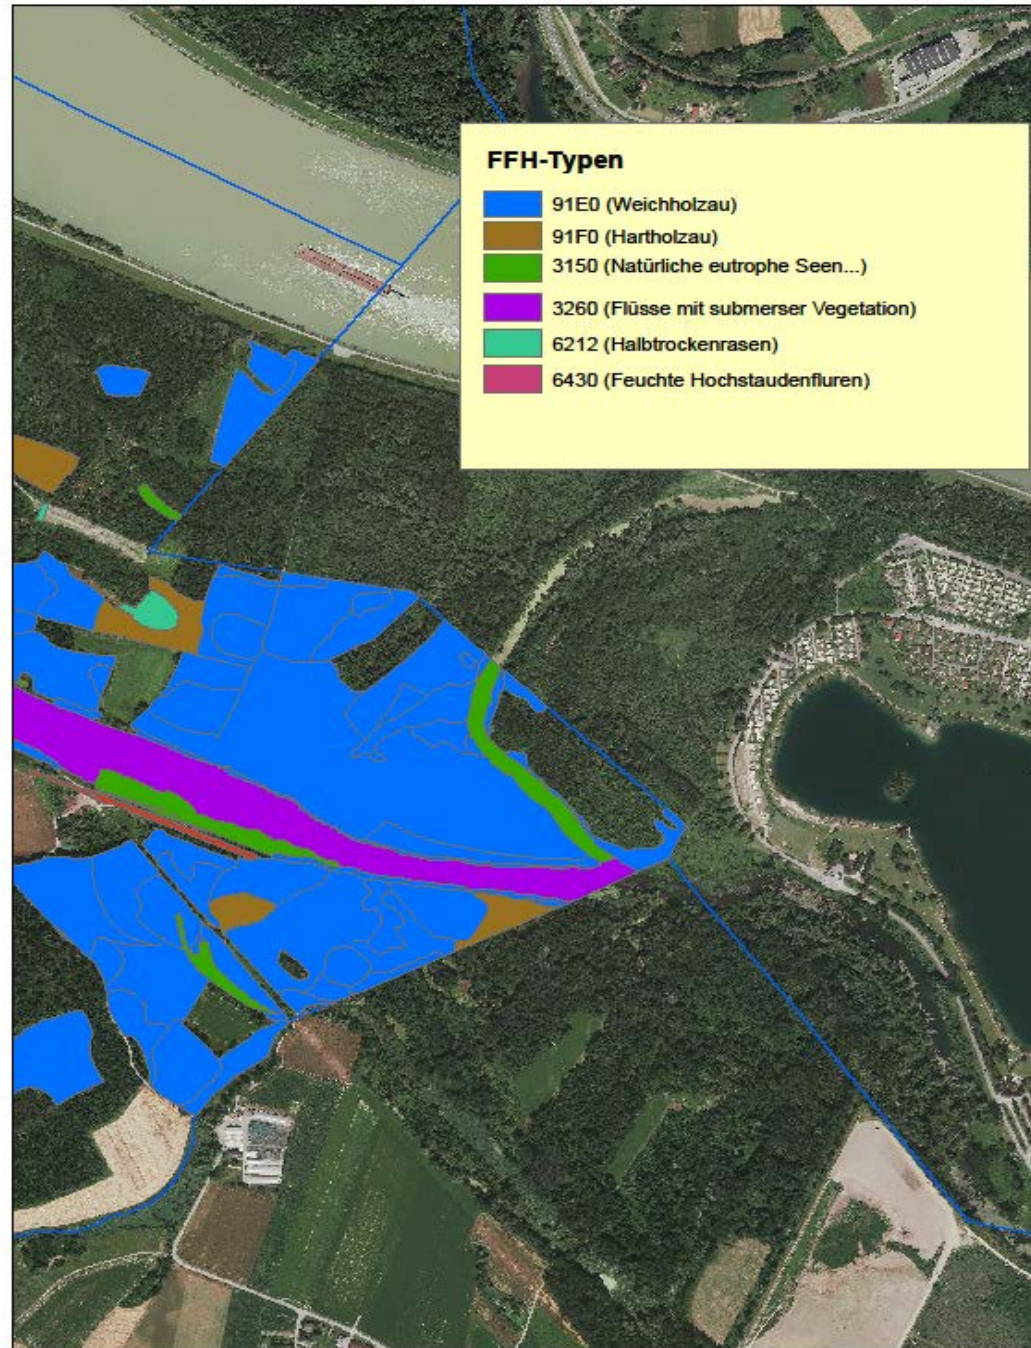 FFH-Typen
91E0 (Weichholzau)
91F0 (Hartholzau)
3150 (Natürliche eutrophe Seen...)
3260 (Flüsse mit submerser Vegetation)
6212 (Halbtrockenrasen)
6430 (Feuchte Hochstaudenfluren)